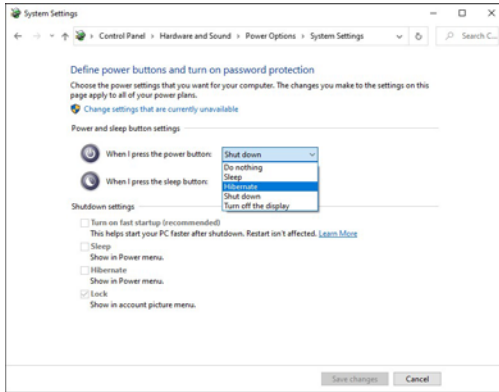 System Settings
Control Panel › Hardware and Sound › Power Options › System Settings
Search C...
Define power buttons and turn on password protection
Choose the power settings that you want for your computer. The changes you make to the settings on this
page apply to all of your power plans.
Change settings that are currently unavailable
Power and sleep button settings
When I press the power button: Shut down
Do nothing
Sleep
Hibernate
Shut down
Turn off the display
When I press the sleep button:
Shutdown settings
Turn on fast startup (recommended)
This helps start your PC faster after shutdown. Restart isn't affected. Learn More
Sleep
Show in Power menu.
Hibernate
Show in Power menu.
Lock
Show in account picture menu.
Save changes
Cancel